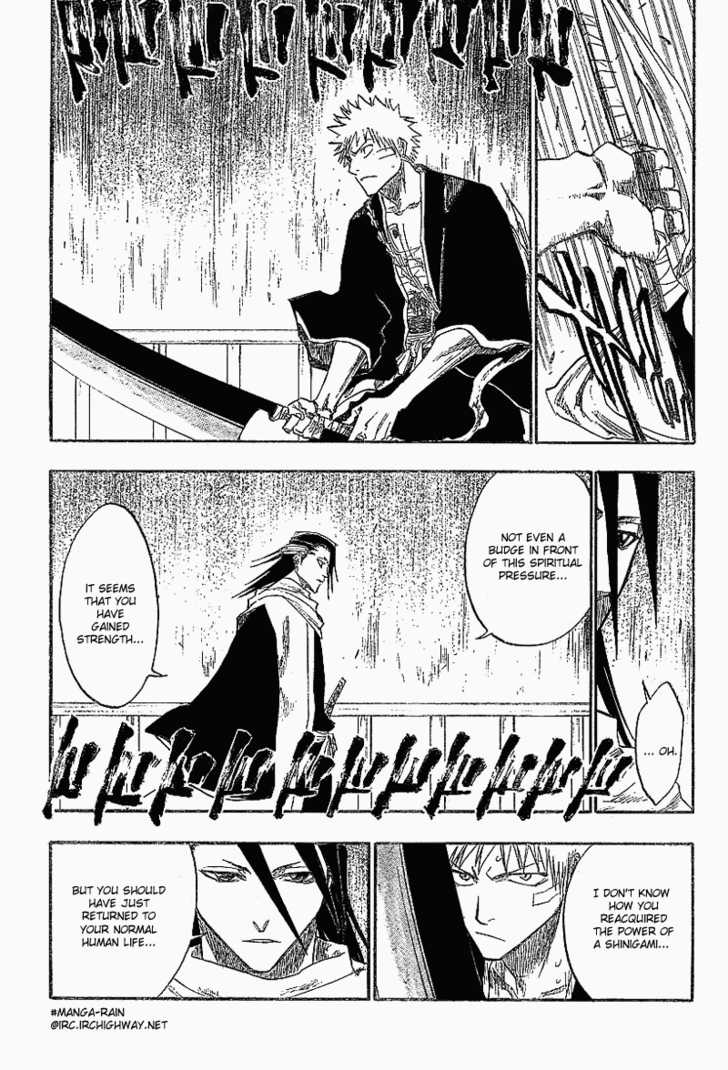 ... OH.
NOT EVEN A
BUDGE IN FRONT
OF THIS SPIRITUAL
PRESSURE...
IT SEEMS
THAT YOU
HAVE
GAINED
STRENGTH...
I DON'T KNOW
HOW YOU
REACQUIRED
THE POWER OF
A SHINIGAMI...
BUT YOU SHOULD
HAVE JUST
RETURNED TO
YOUR NORMAL
HUMAN LIFE...
#MANGA-RAIN
@IRC.IRCHIGHWAY.NET